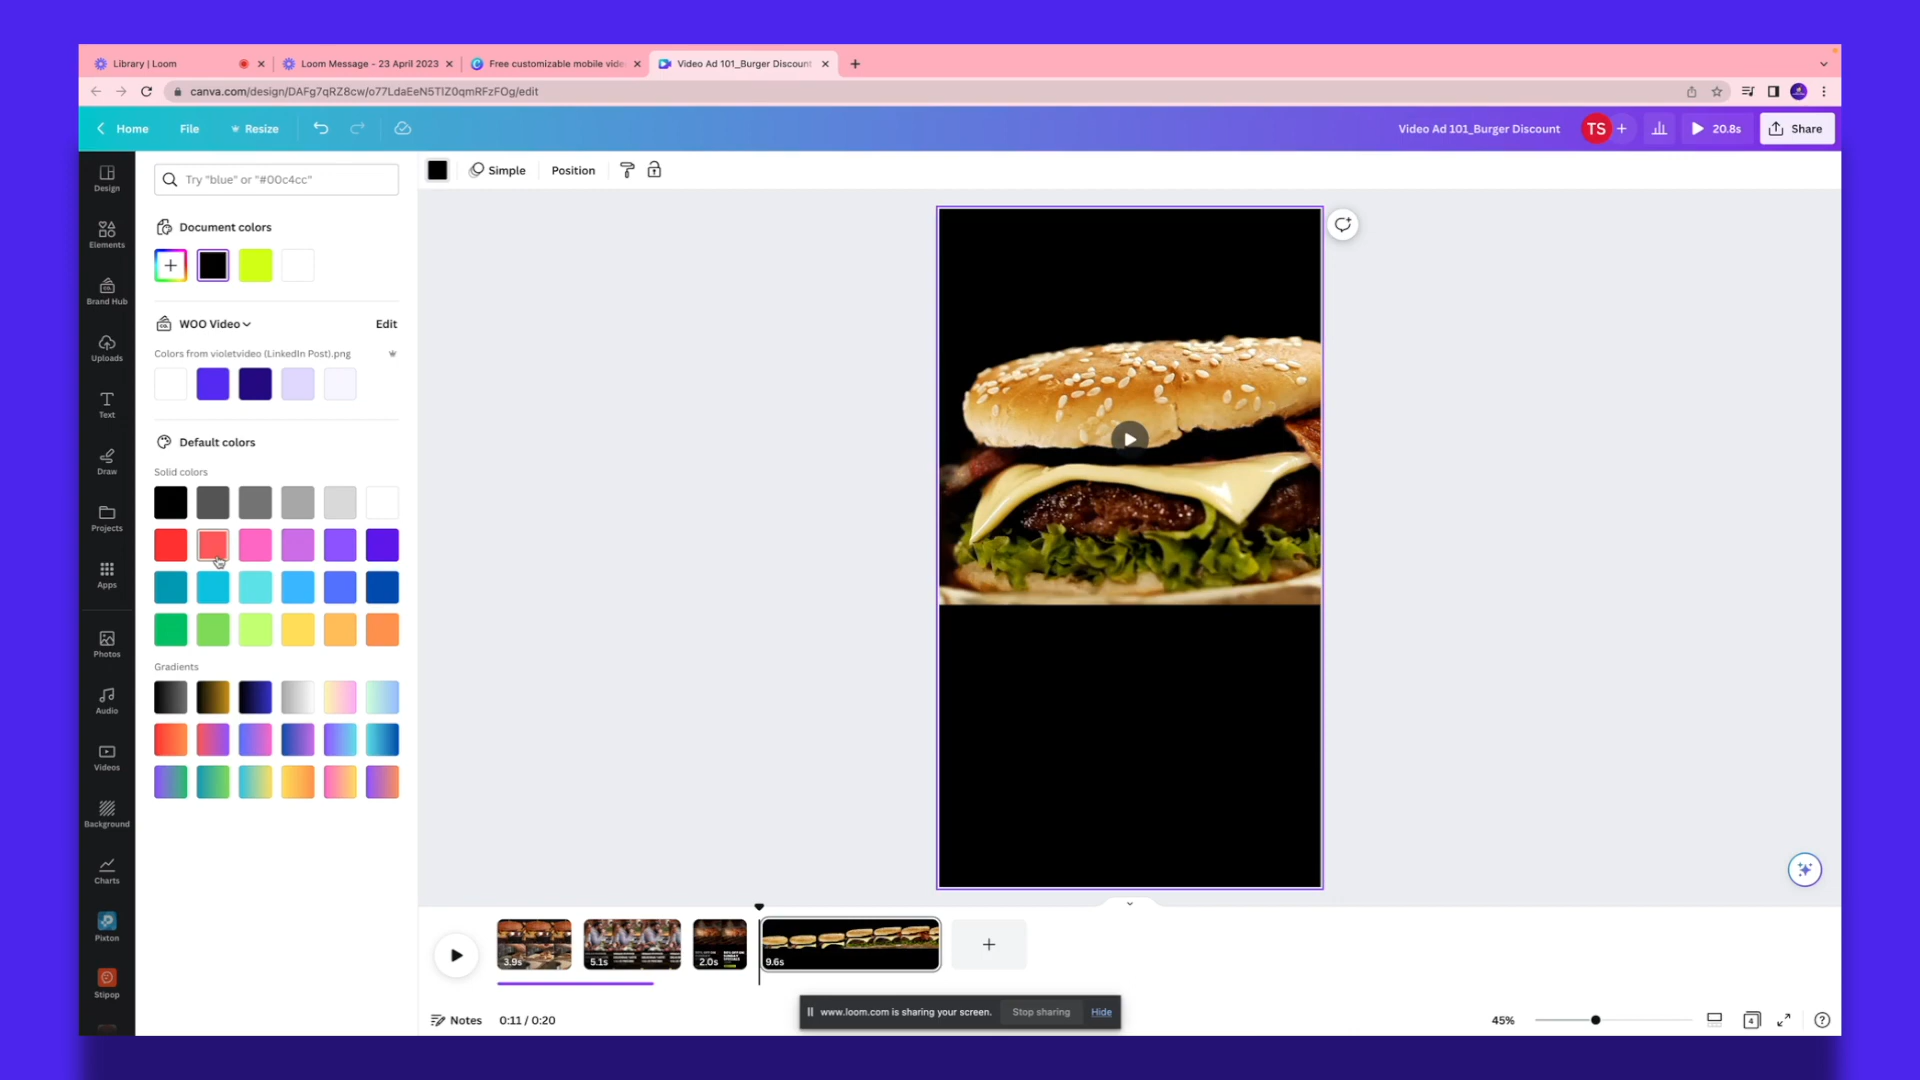 Library | Loom
Loom Message - 23 April 2023
Free customizable mobile vide
Video Ad 101_Burger Discount
canva.com/design/DAFg7qRZ8cw/o77LdaEeN5TIZ0qmRFzFOg/edit
Home
File
Resize
Video Ad 101_Burger Discount
TS
20.8s
Share
Design
Elements
Brand Hub
Uploads
Text
Draw
Projects
Apps
Photos
Audio
Videos
Background
Charts
Pixton
Stipop
Try "blue" or "#00c4cc"
Document colors
WOO Video
Edit
Colors from violetvideo (LinkedIn Post).png
Default colors
Solid colors
Gradients
Simple
Position
3.9s
5.1s
2.0s
9.6s
Notes
0:11 / 0:20
www.loom.com is sharing your screen.
Stop sharing
Hide
45%
4